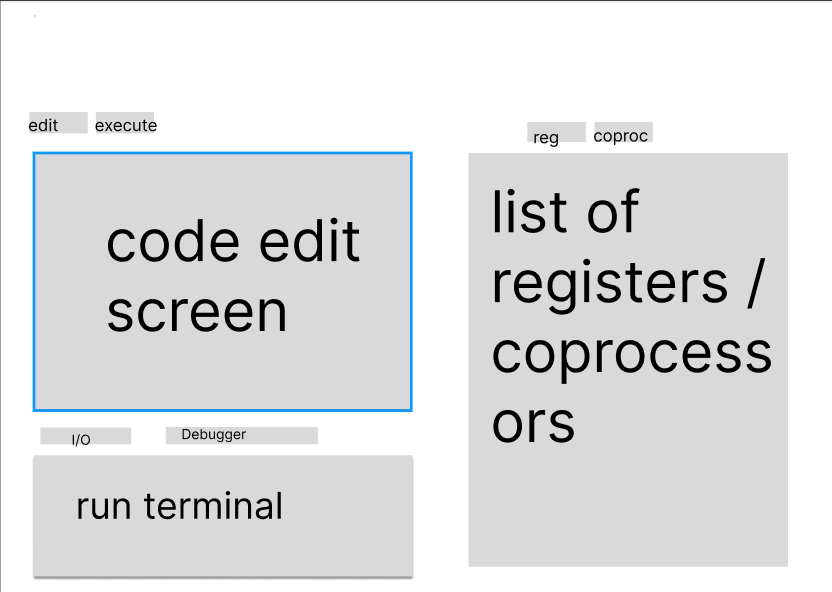 edit
execute
reg
coproc
code edit
screen
list of
registers /
coprocess
ors
I/O
Debugger
run terminal